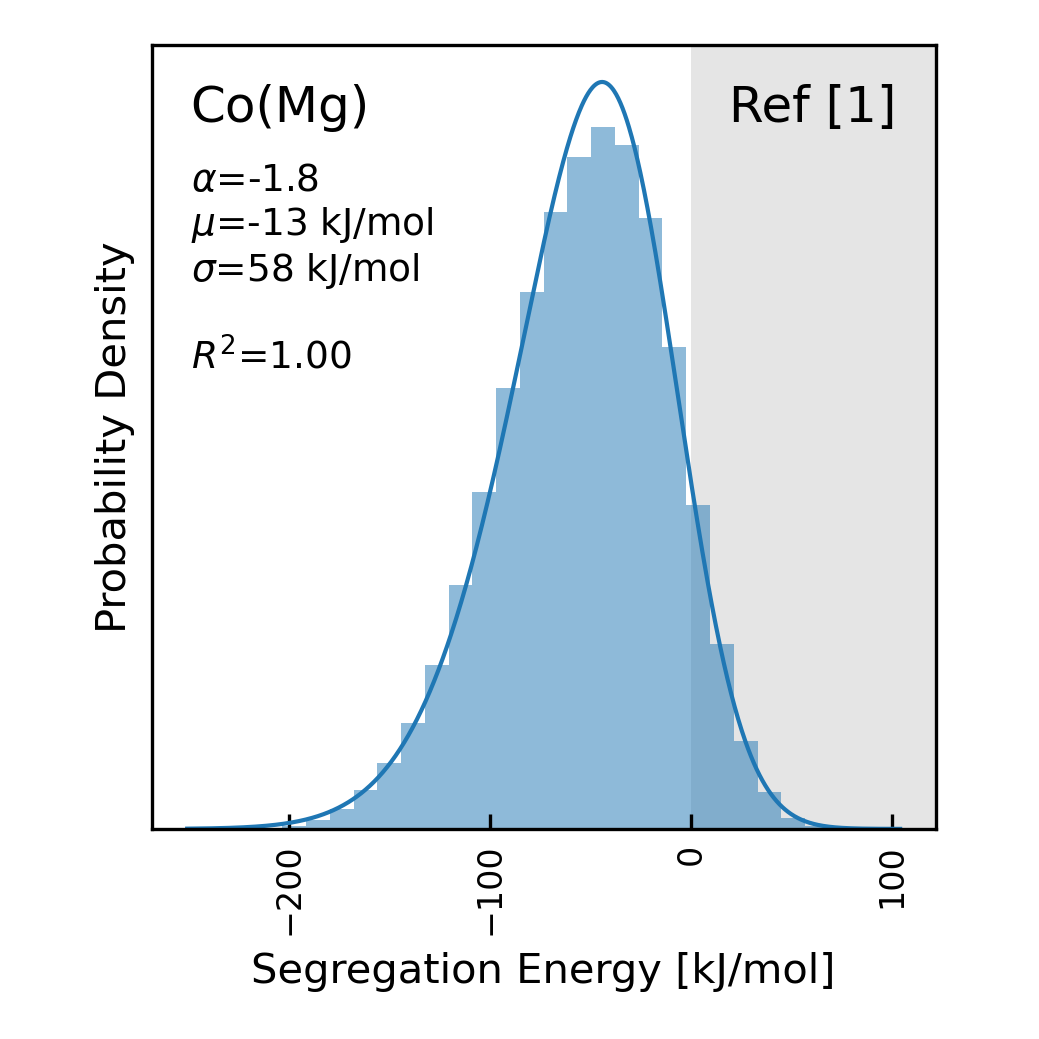 Co(Mg)
Ref [1]
α=-1.8
μ=-13 kJ/mol
σ=58 kJ/mol
R²=1.00
Probability Density
−200
−100
0
100
Segregation Energy [kJ/mol]